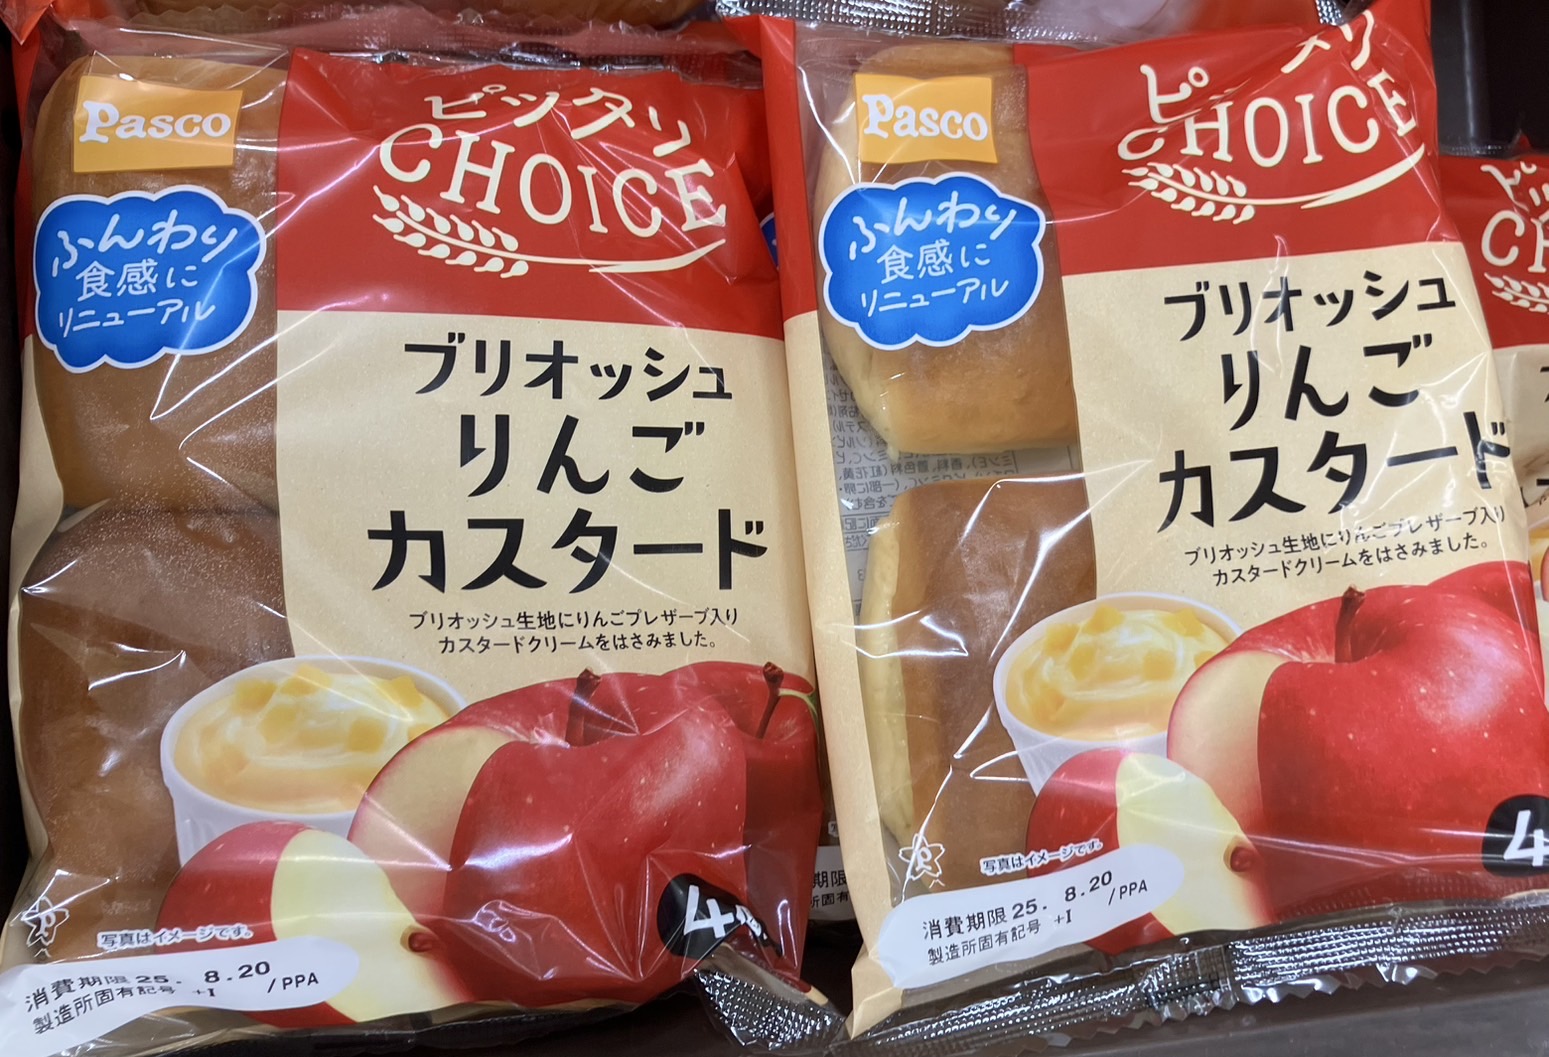 Pasco
ピッタリ
CHOICE
ふんわり
食感に
リニューアル
ブリオッシュ
りんご
カスタード
ブリオッシュ生地にりんごプレザーブ入り
カスタードクリームをはさみました。
4
写真はイメージです。
消費期限 25. 8.20
製造所固有記号 +I /PPA
Pasco
CHOICE
ふんわり
食感に
リニューアル
ブリオッシュ
りんご
カスタード
ブリオッシュ生地にりんごプレザーブ入り
カスタードクリームをはさみました。
4
写真はイメージです。
消費期限 25. 8.20
製造所固有記号 +I /PPA